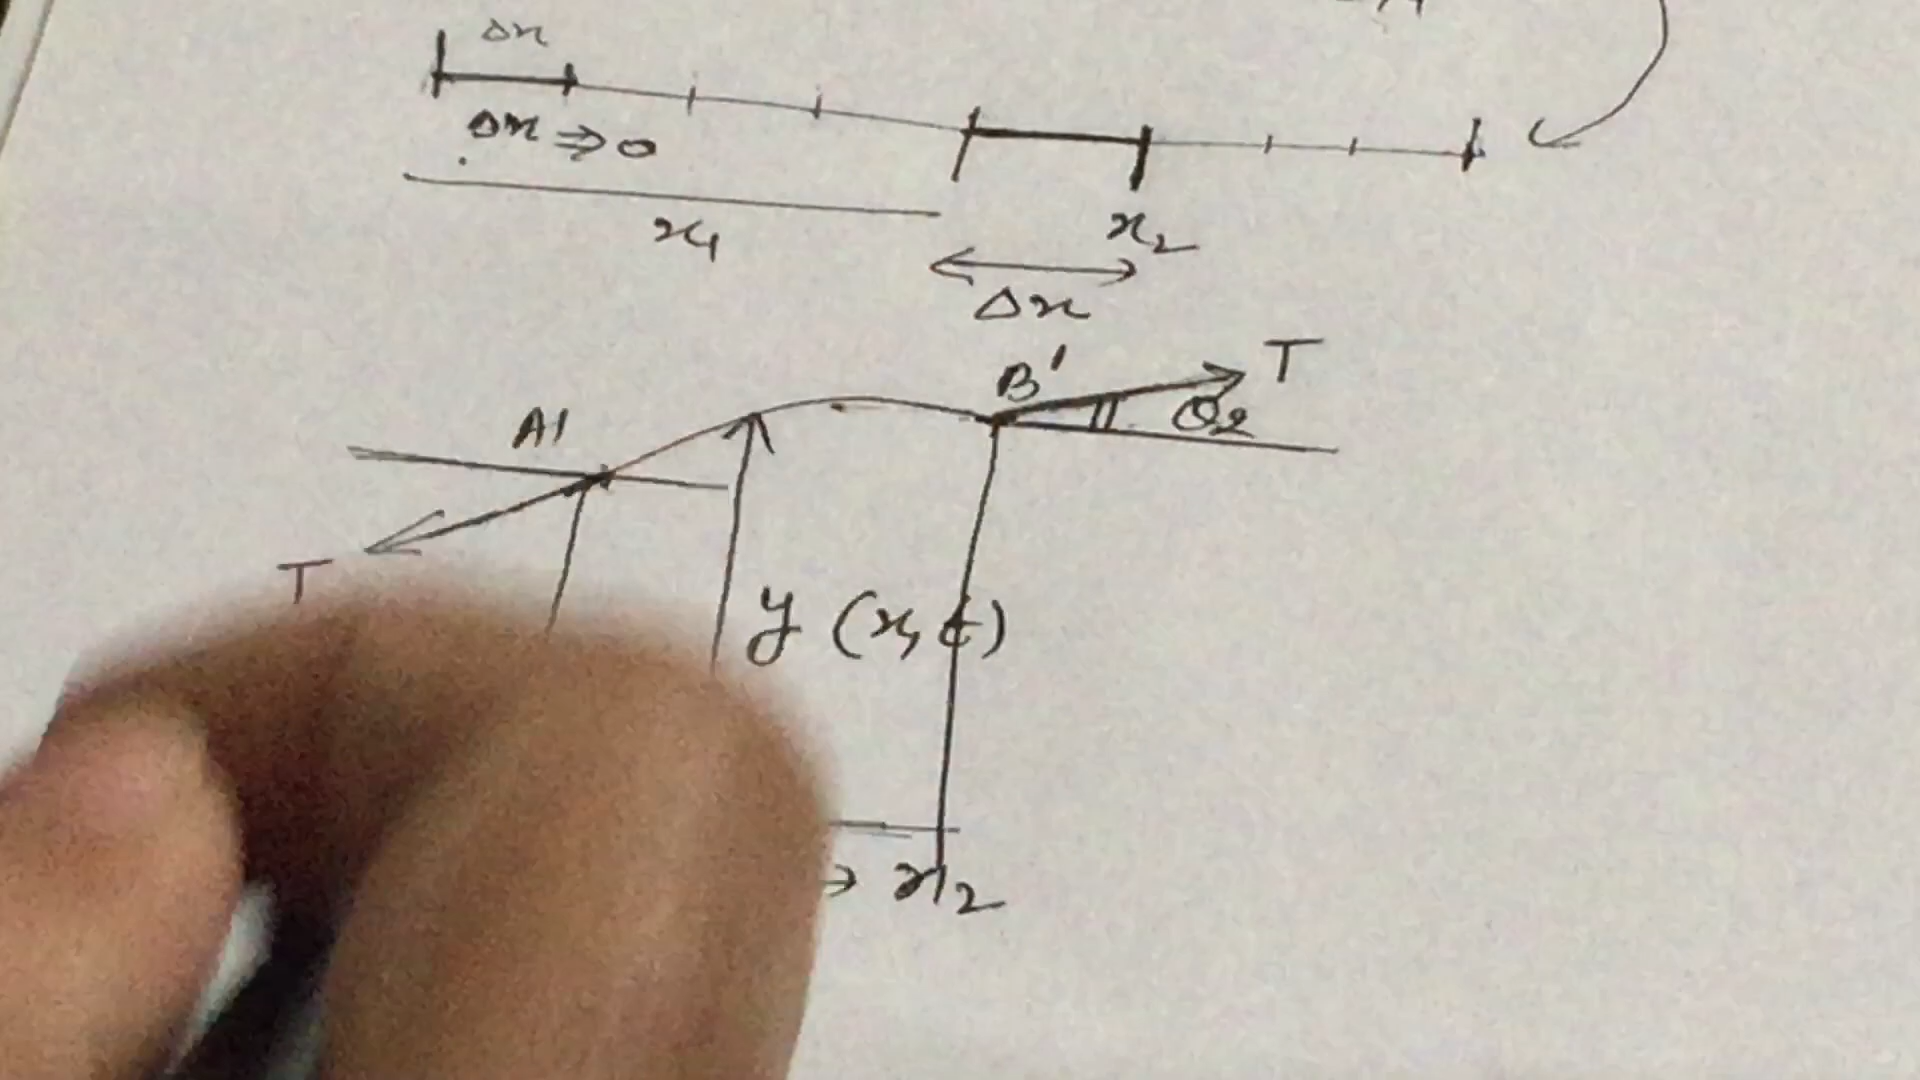 Δx
Δx ⇒ 0
x₁
x₂
Δx
T
B'
θ₂
A'
T
y (x, t)
→ x₂